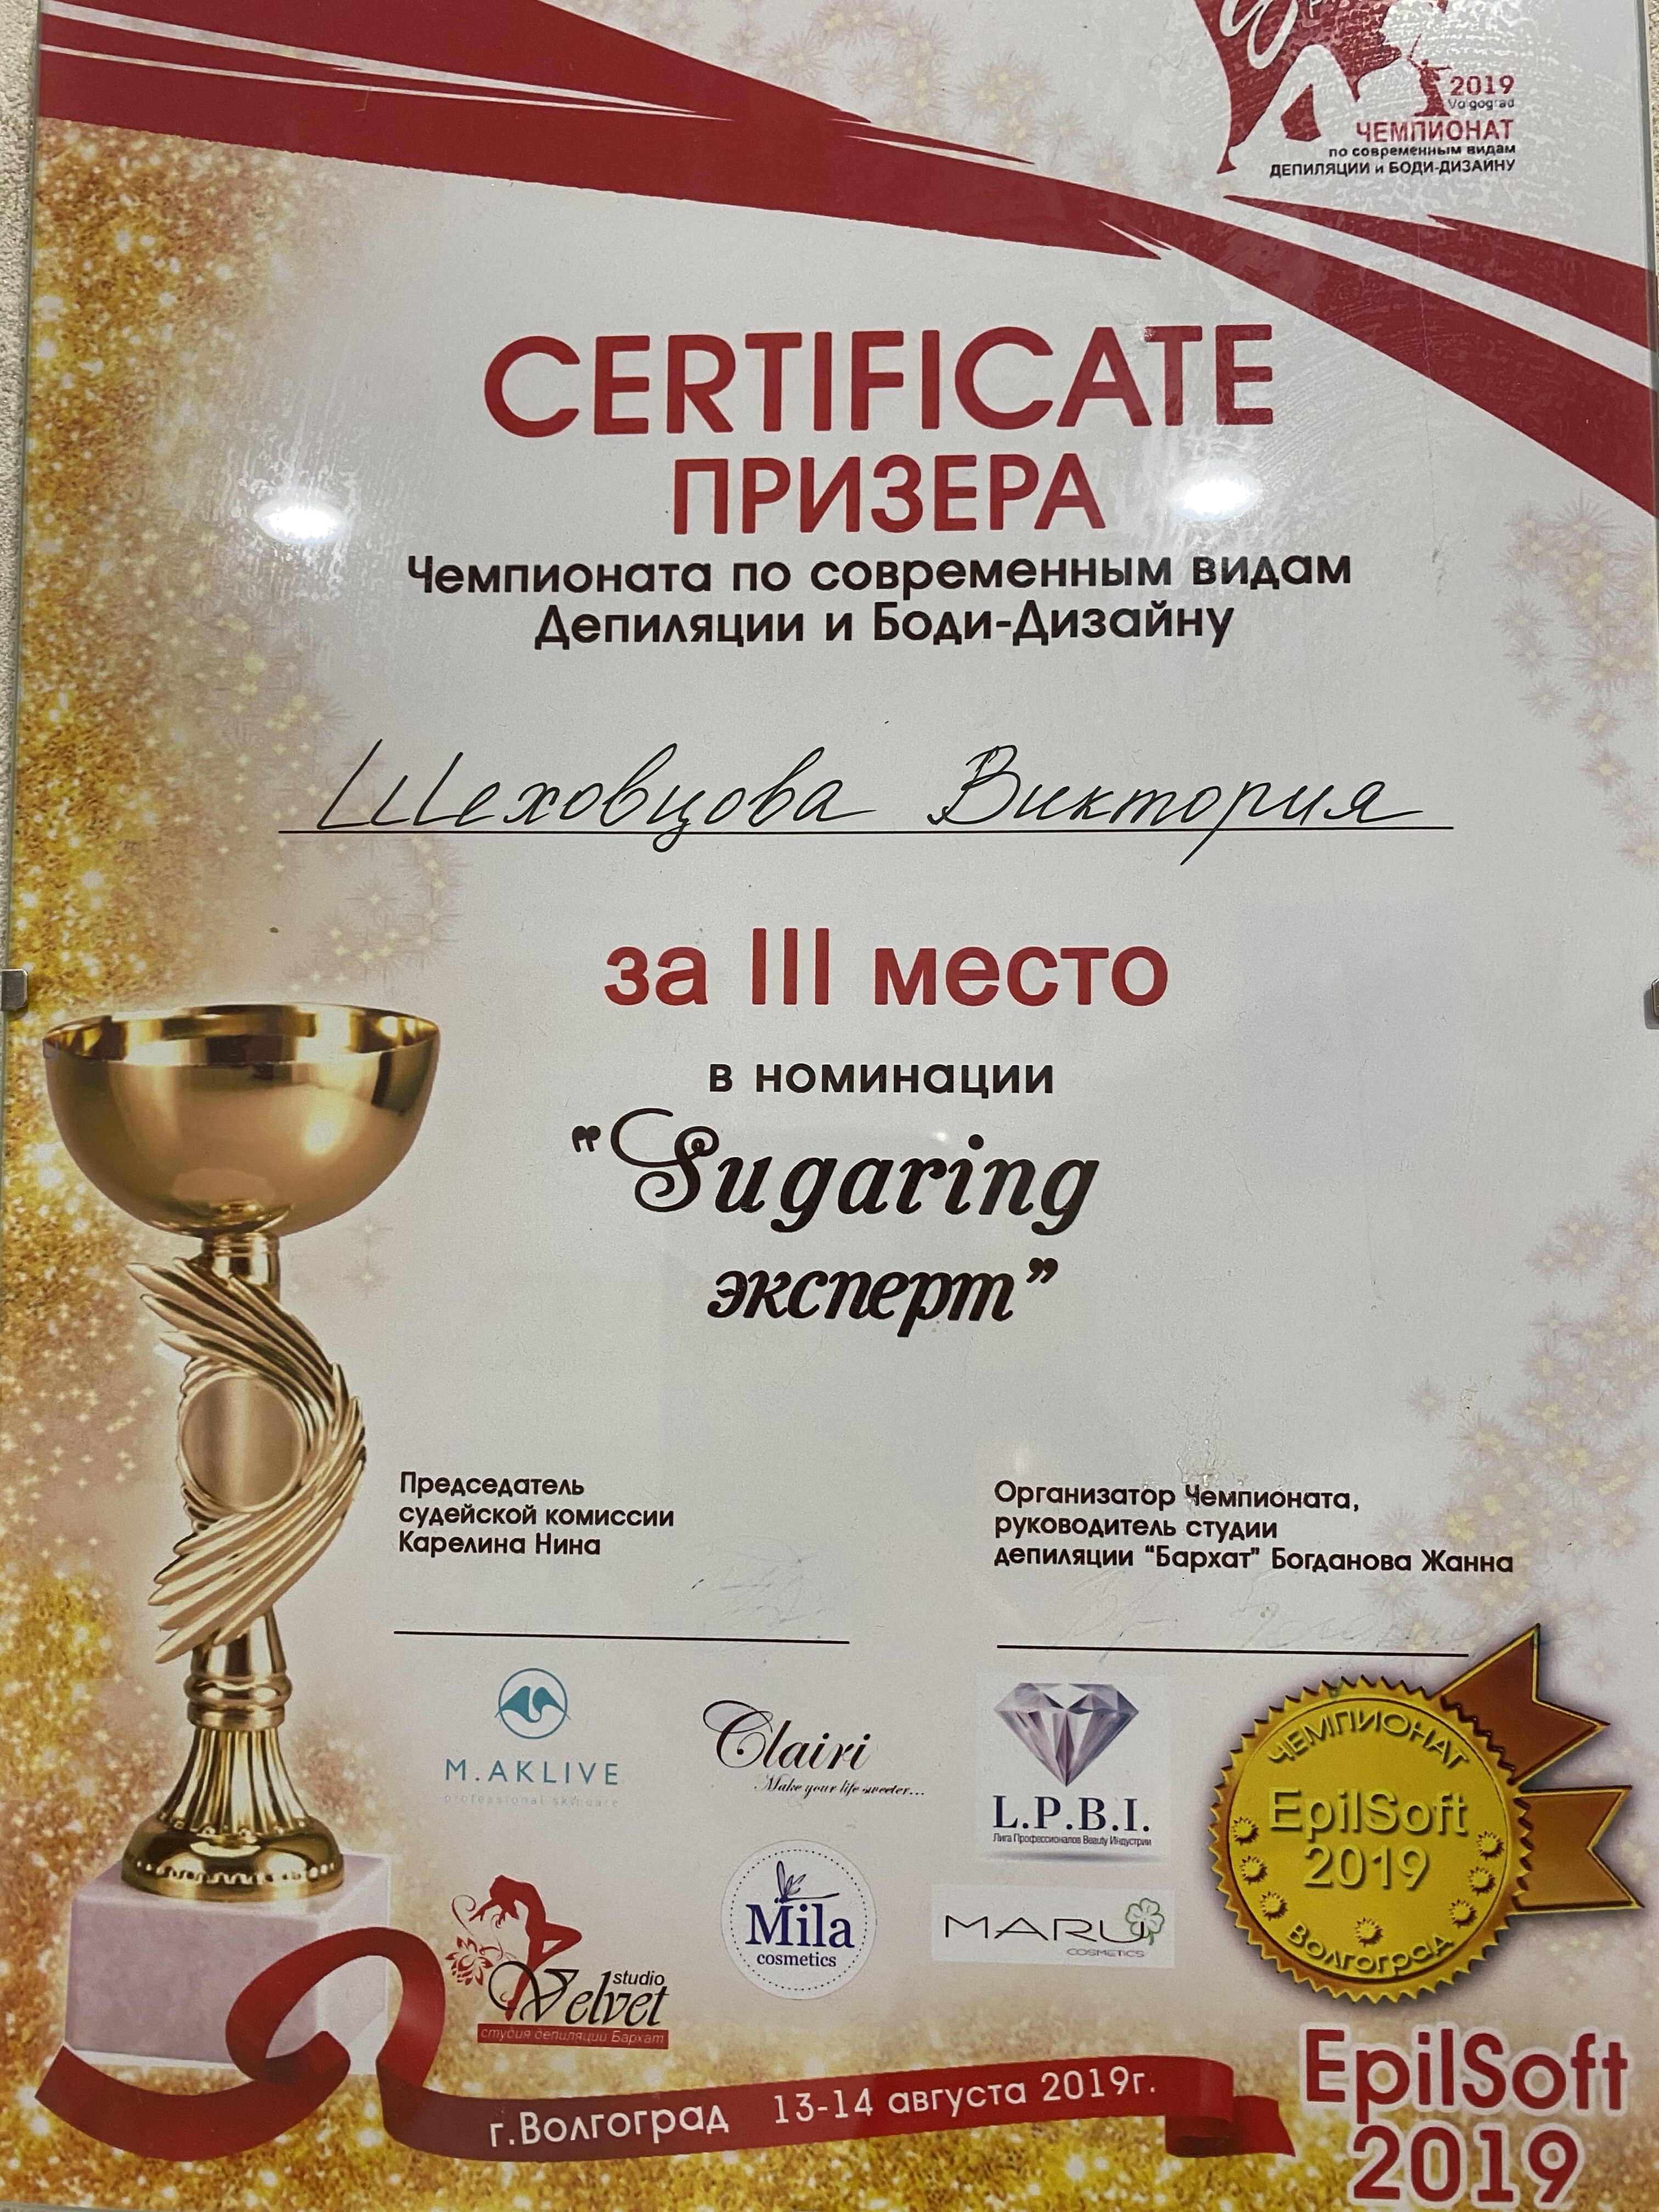 2019
Volgograd
ЧЕМПИОНАТ
по современным видам
ДЕПИЛЯЦИИ и БОДИ-ДИЗАЙНУ
CERTIFICATE
ПРИЗЕРА
Чемпионата по современным видам
Депиляции и Боди-Дизайну
Шеховцова Виктория
за III место
в номинации
"Sugaring
эксперт"
Председатель
судейской комиссии
Карелина Нина
Организатор Чемпионата,
руководитель студии
депиляции "Бархат" Богданова Жанна
M.AKLIVE
professional skin care
Clairi
Make your life sweeter...
L.P.B.I.
Лига Профессионалов Beauty Индустрии
ЧЕМПИОНАТ
EpilSoft
2019
Волгоград
studio
Velvet
студия депиляции Бархат
Mila
cosmetics
MARU
COSMETICS
г.Волгоград 13-14 августа 2019г.
EpilSoft
2019